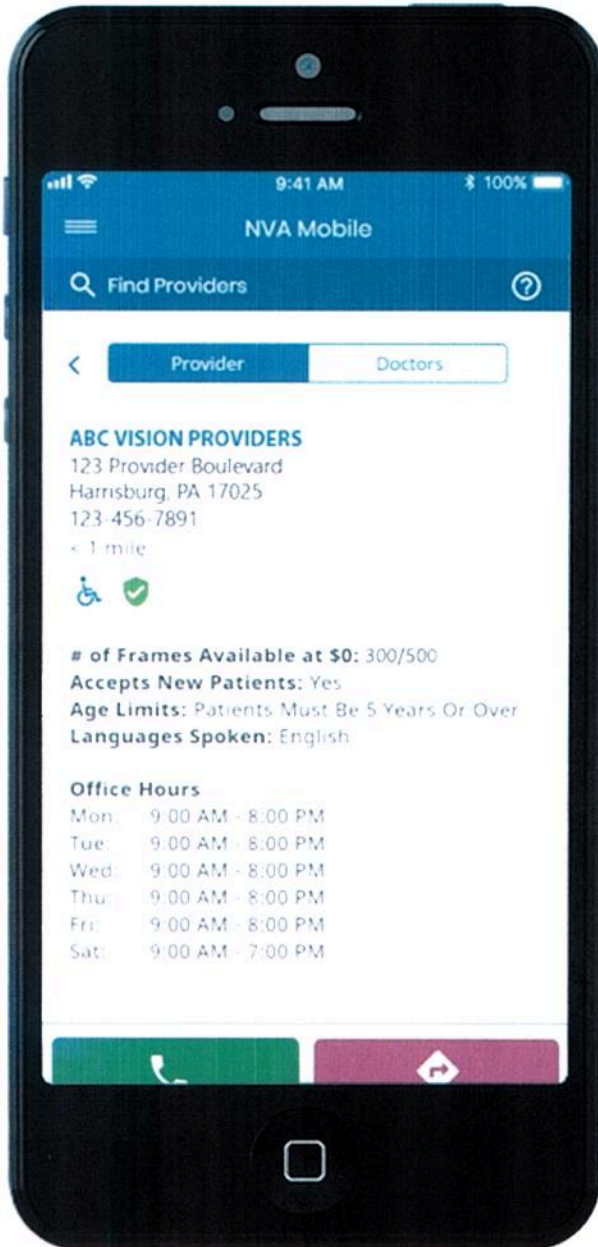 9:41 AM 100%
NVA Mobile
Find Providers
Provider Doctors
ABC VISION PROVIDERS
123 Provider Boulevard
Harrisburg, PA 17025
123-456-7891
< 1 mile
# of Frames Available at $0: 300/500
Accepts New Patients: Yes
Age Limits: Patients Must Be 5 Years Or Over
Languages Spoken: English
Office Hours
Mon: 9:00 AM - 8:00 PM
Tue: 9:00 AM - 8:00 PM
Wed: 9:00 AM - 8:00 PM
Thu: 9:00 AM - 8:00 PM
Fri: 9:00 AM - 8:00 PM
Sat: 9:00 AM - 7:00 PM